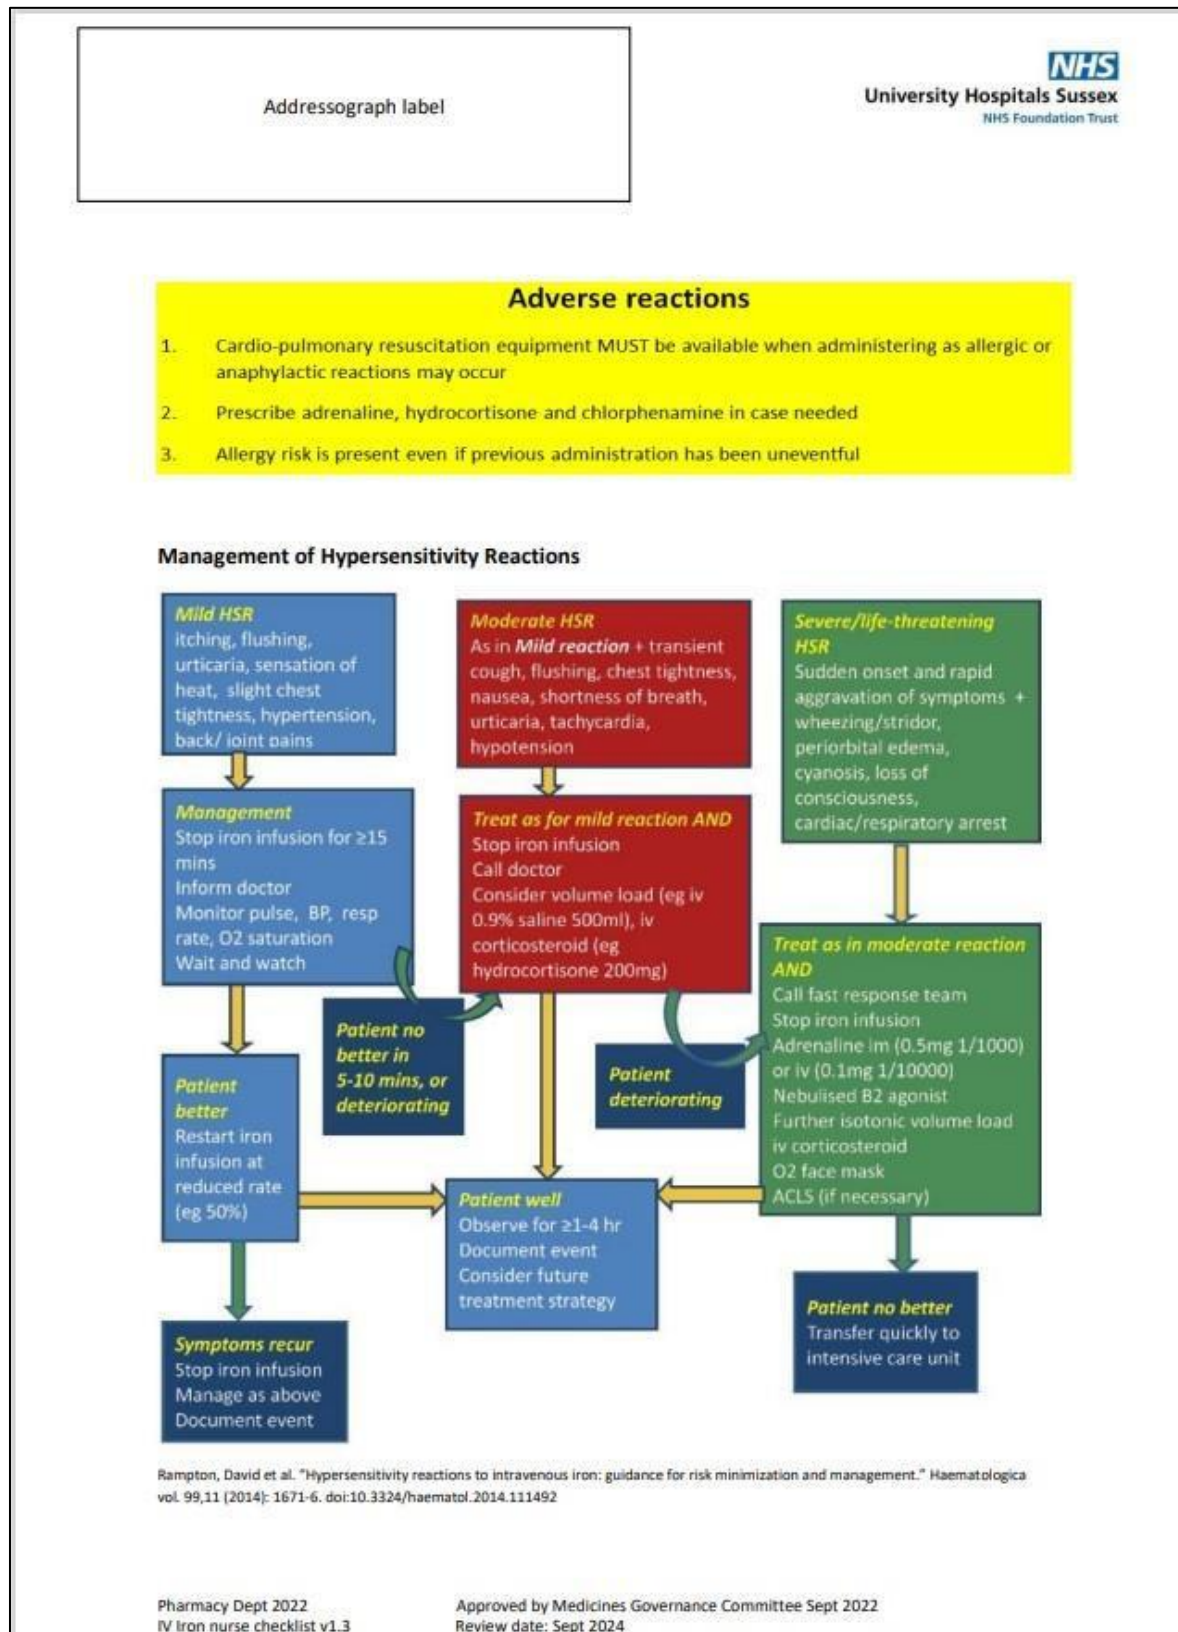 Addressograph label
NHS
University Hospitals Sussex
NHS Foundation Trust
Adverse reactions
1. Cardio-pulmonary resuscitation equipment MUST be available when administering as allergic or
anaphylactic reactions may occur
2. Prescribe adrenaline, hydrocortisone and chlorphenamine in case needed
3. Allergy risk is present even if previous administration has been uneventful
Management of Hypersensitivity Reactions
Mild HSR
itching, flushing,
urticaria, sensation of
heat, slight chest
tightness, hypertension,
back/ joint pains
Management
Stop iron infusion for ≥15
mins
Inform doctor
Monitor pulse, BP, resp
rate, O2 saturation
Wait and watch
Patient
better
Restart iron
infusion at
reduced rate
(eg 50%)
Symptoms recur
Stop iron infusion
Manage as above
Document event
Patient no
better in
5-10 mins, or
deteriorating
Moderate HSR
As in Mild reaction + transient
cough, flushing, chest tightness,
nausea, shortness of breath,
urticaria, tachycardia,
hypotension
Treat as for mild reaction AND
Stop iron infusion
Call doctor
Consider volume load (eg iv
0.9% saline 500ml), iv
corticosteroid (eg
hydrocortisone 200mg)
Patient
deteriorating
Patient well
Observe for ≥1-4 hr
Document event
Consider future
treatment strategy
Severe/life-threatening
HSR
Sudden onset and rapid
aggravation of symptoms +
wheezing/stridor,
periorbital edema,
cyanosis, loss of
consciousness,
cardiac/respiratory arrest
Treat as in moderate reaction
AND
Call fast response team
Stop iron infusion
Adrenaline im (0.5mg 1/1000)
or iv (0.1mg 1/10000)
Nebulised B2 agonist
Further isotonic volume load
iv corticosteroid
O2 face mask
ACLS (if necessary)
Patient no better
Transfer quickly to
intensive care unit
Rampton, David et al. "Hypersensitivity reactions to intravenous iron: guidance for risk minimization and management." Haematologica
vol. 99,11 (2014): 1671-6. doi:10.3324/haematol.2014.111492
Pharmacy Dept 2022 Approved by Medicines Governance Committee Sept 2022
IV Iron nurse checklist v1.3 Review date: Sept 2024